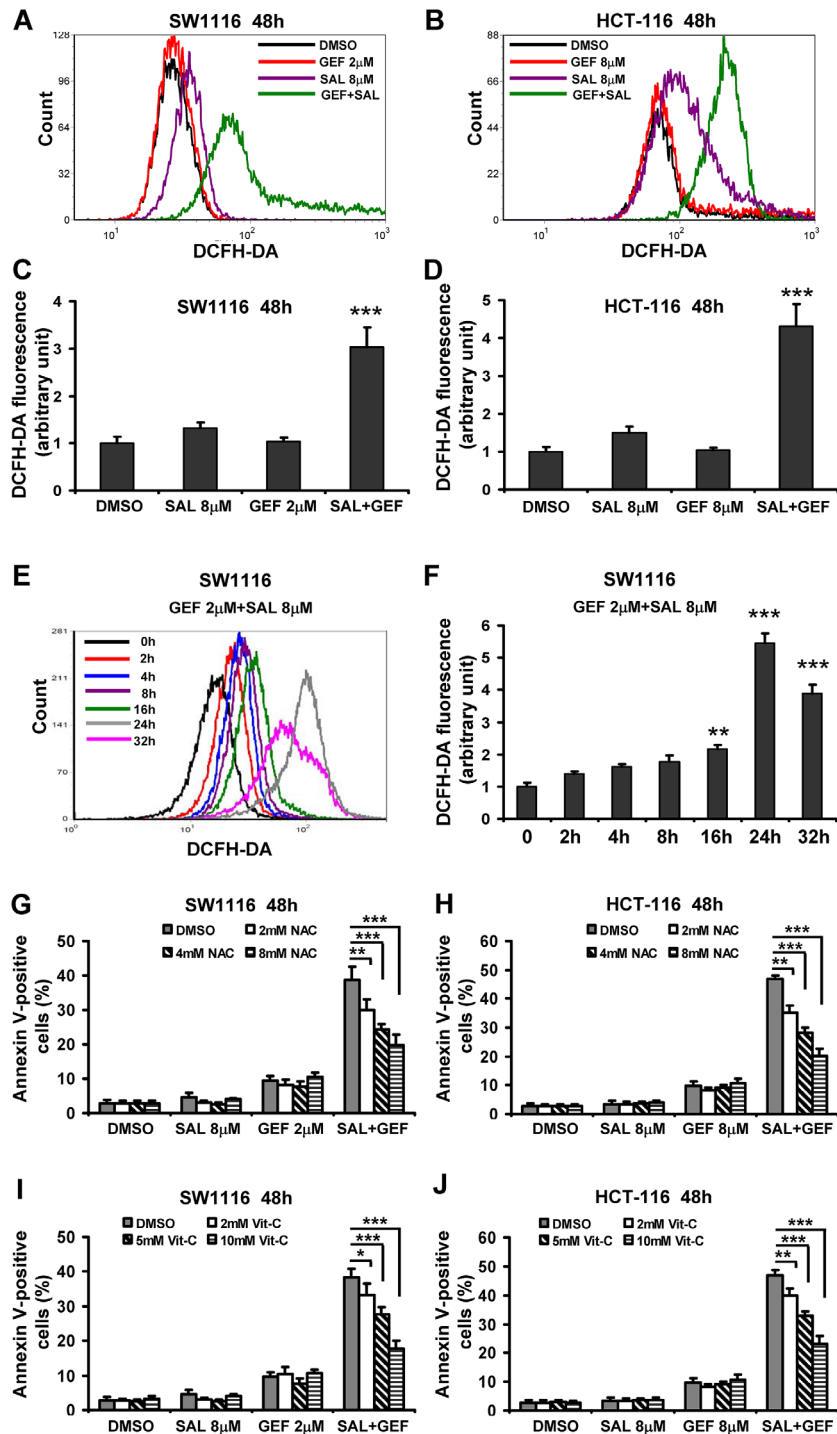 A
SW1116 48h
128
96
64
32
0
Count
DMSO
GEF 2μM
SAL 8μM
GEF+SAL
10¹
10²
10³
DCFH-DA
B
HCT-116 48h
88
66
44
22
0
Count
DMSO
GEF 8μM
SAL 8μM
GEF+SAL
10¹
10²
10³
DCFH-DA
C
SW1116 48h
DCFH-DA fluorescence
(arbitrary unit)
4
3
2
1
0
***
DMSO
SAL 8μM
GEF 2μM
SAL+GEF
D
HCT-116 48h
DCFH-DA fluorescence
(arbitrary unit)
5
4
3
2
1
0
***
DMSO
SAL 8μM
GEF 8μM
SAL+GEF
E
SW1116
GEF 2μM+SAL 8μM
281
211
141
70
0
Count
0h
2h
4h
8h
16h
24h
32h
10⁰
10¹
10²
DCFH-DA
F
SW1116
GEF 2μM+SAL 8μM
DCFH-DA fluorescence
(arbitrary unit)
6
5
4
3
2
1
0
**
***
***
0
2h
4h
8h
16h
24h
32h
G
SW1116 48h
DMSO
2mM NAC
4mM NAC
8mM NAC
Annexin V-positive
cells (%)
50
40
30
20
10
0
***
***
**
DMSO
SAL 8μM
GEF 2μM
SAL+GEF
H
HCT-116 48h
DMSO
2mM NAC
4mM NAC
8mM NAC
Annexin V-positive
cells (%)
60
50
40
30
20
10
0
***
***
**
DMSO
SAL 8μM
GEF 8μM
SAL+GEF
I
SW1116 48h
DMSO
2mM Vit-C
5mM Vit-C
10mM Vit-C
Annexin V-positive
cells (%)
50
40
30
20
10
0
***
***
*
DMSO
SAL 8μM
GEF 2μM
SAL+GEF
J
HCT-116 48h
DMSO
2mM Vit-C
5mM Vit-C
10mM Vit-C
Annexin V-positive
cells (%)
60
50
40
30
20
10
0
***
***
**
DMSO
SAL 8μM
GEF 8μM
SAL+GEF